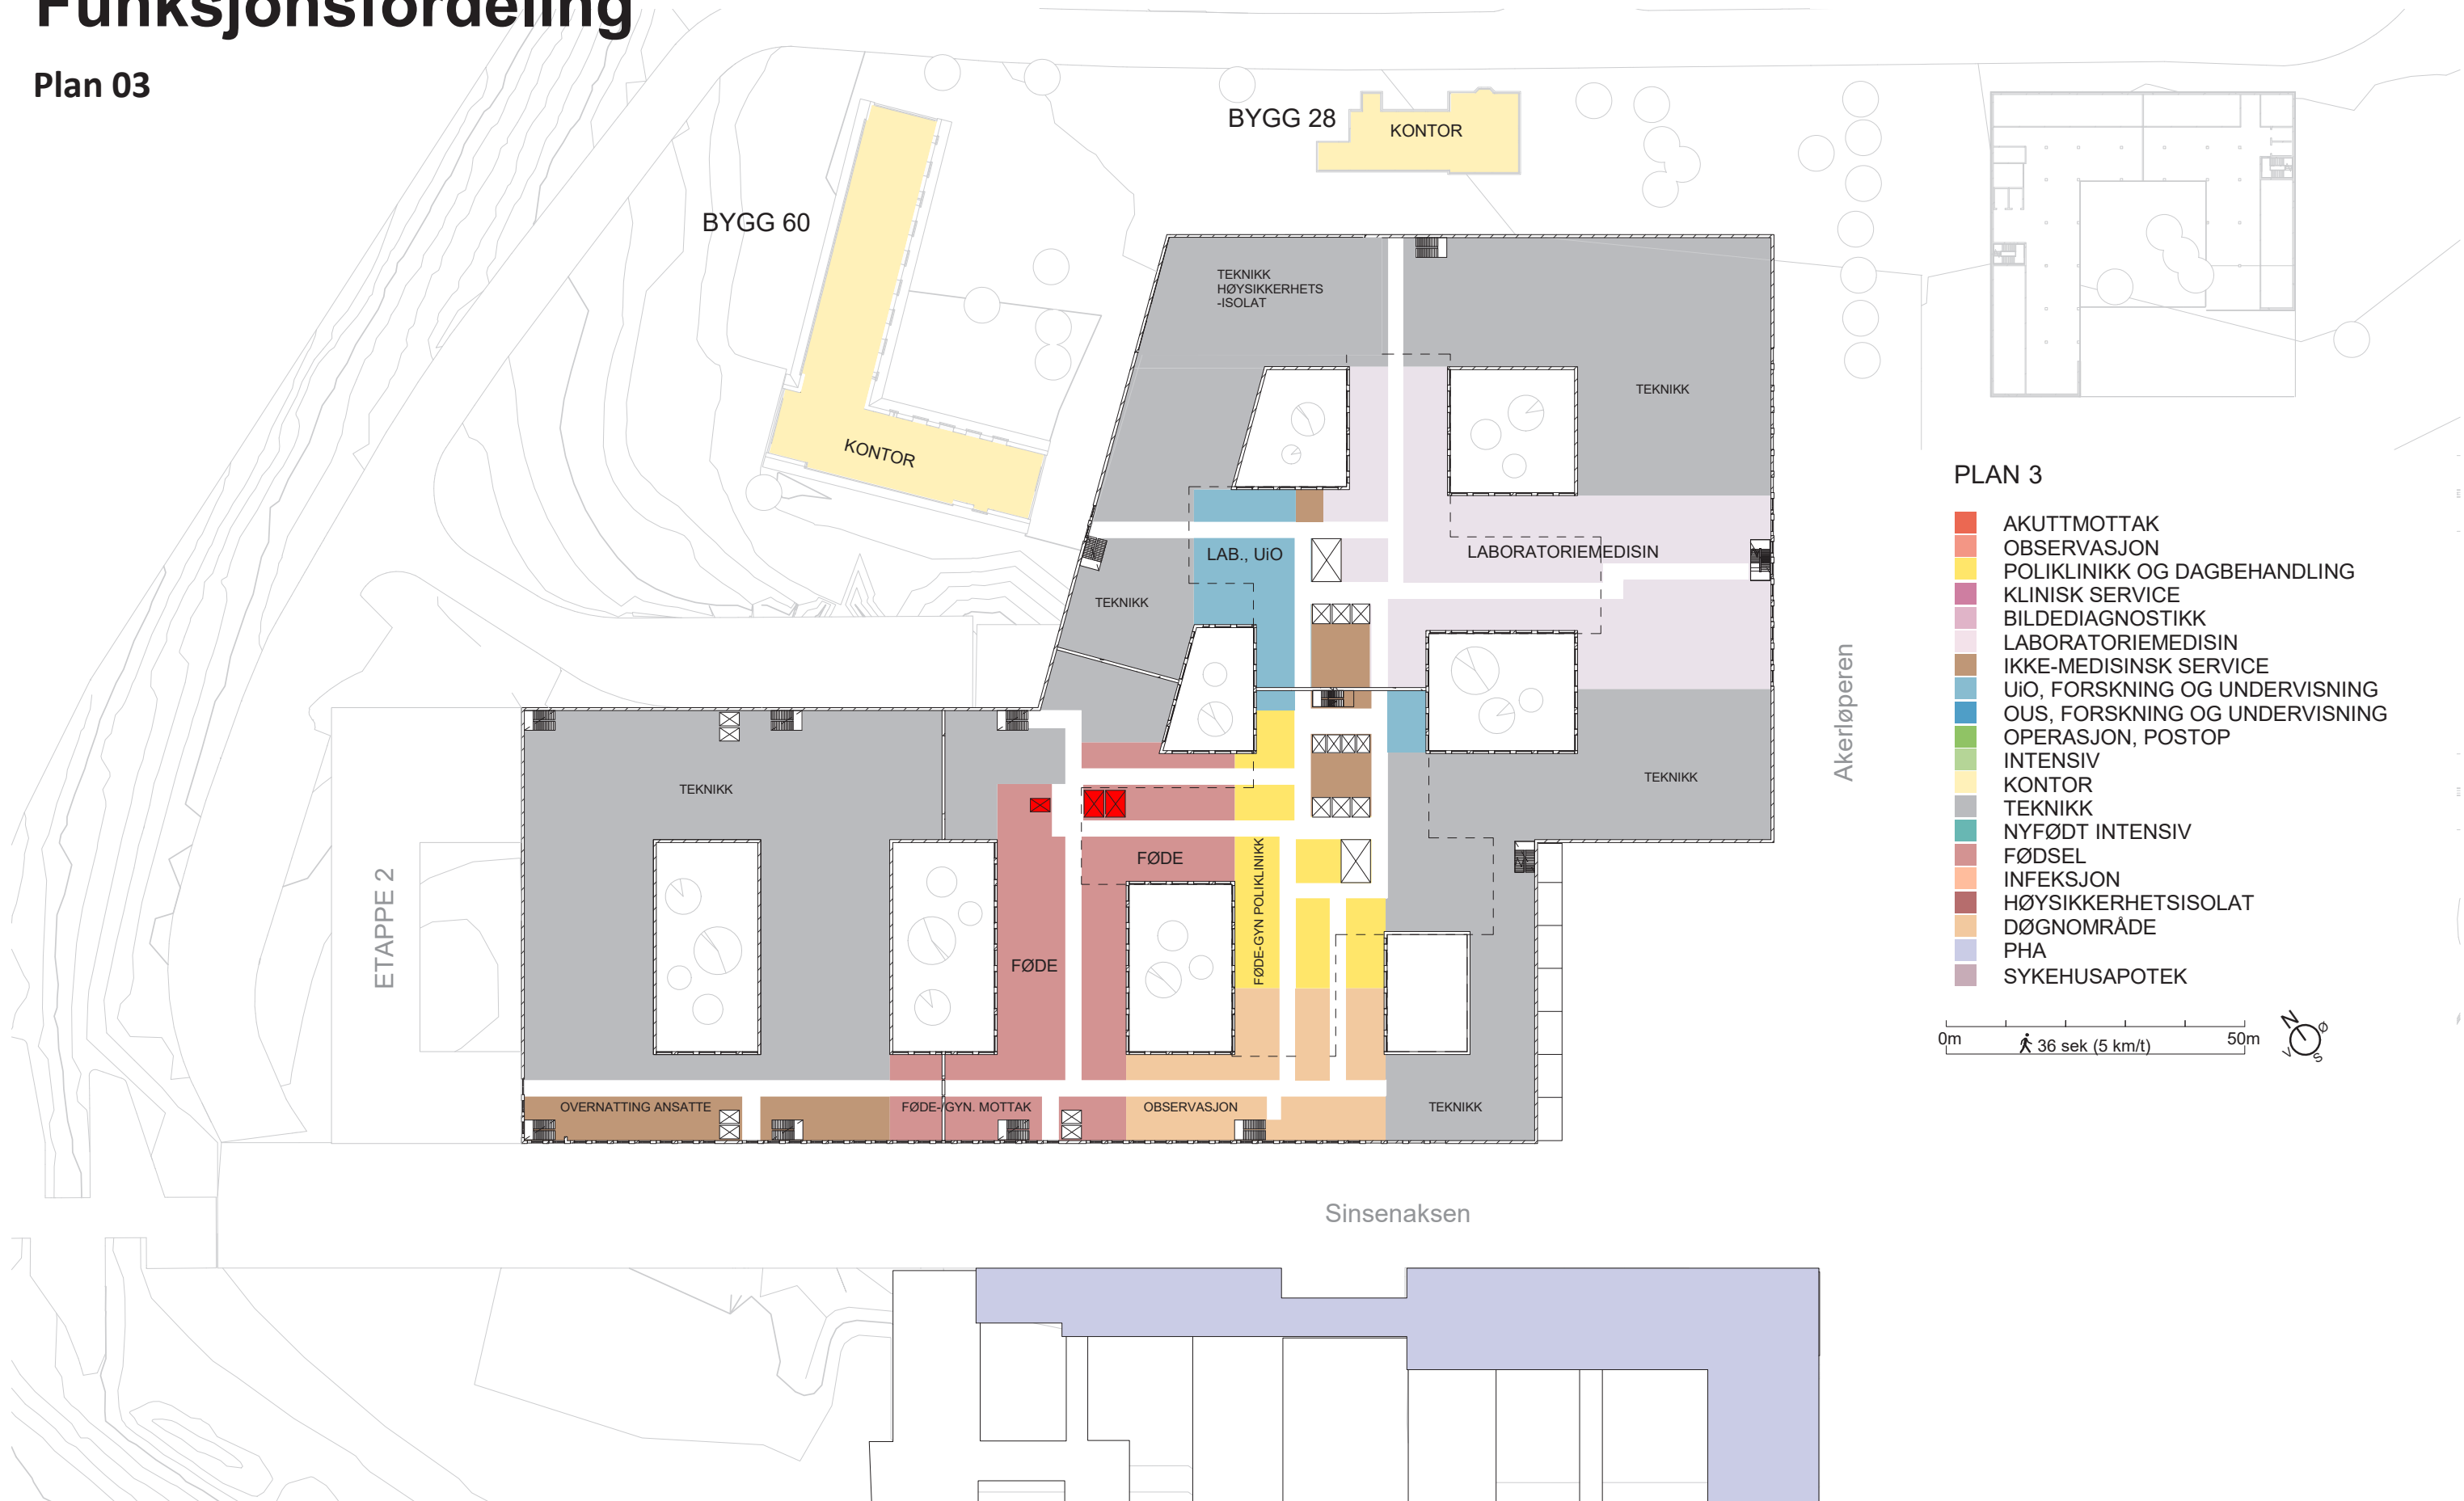 Funksjonsfordeling
Plan 03
BYGG 28
KONTOR
BYGG 60
KONTOR
TEKNIKK
HØYSIKKERHETS
-ISOLAT
TEKNIKK
LAB., UiO
LABORATORIEMEDISIN
TEKNIKK
TEKNIKK
TEKNIKK
FØDE
FØDE-GYN POLIKLINIKK
FØDE
ETAPPE 2
Akerløperen
OVERNATTING ANSATTE
FØDE-/GYN. MOTTAK
OBSERVASJON
TEKNIKK
Sinsenaksen
PLAN 3
AKUTTMOTTAK
OBSERVASJON
POLIKLINIKK OG DAGBEHANDLING
KLINISK SERVICE
BILDEDIAGNOSTIKK
LABORATORIEMEDISIN
IKKE-MEDISINSK SERVICE
UiO, FORSKNING OG UNDERVISNING
OUS, FORSKNING OG UNDERVISNING
OPERASJON, POSTOP
INTENSIV
KONTOR
TEKNIKK
NYFØDT INTENSIV
FØDSEL
INFEKSJON
HØYSIKKERHETSISOLAT
DØGNOMRÅDE
PHA
SYKEHUSAPOTEK
0m
36 sek (5 km/t)
50m
N
Ø
V
S